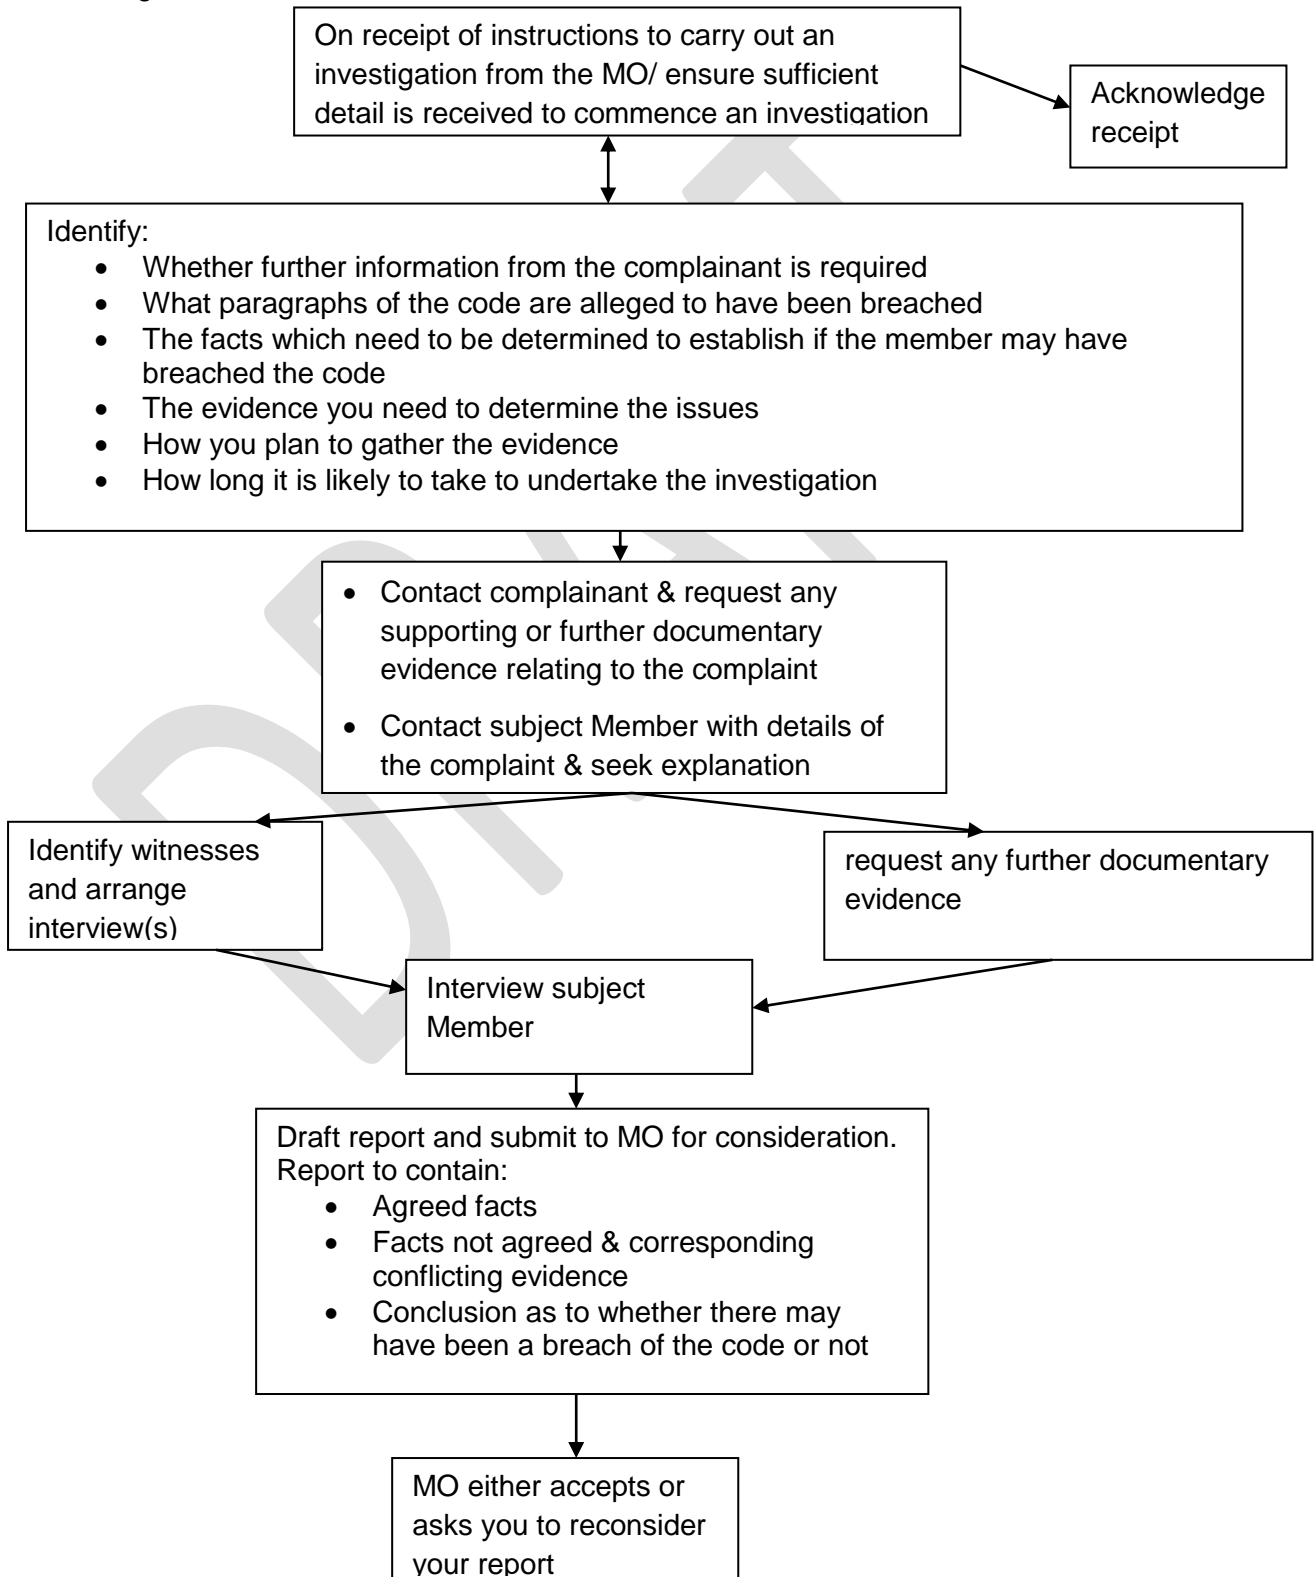 On receipt of instructions to carry out an
investigation from the MO/ ensure sufficient
detail is received to commence an investigation
Acknowledge
receipt
Identify:
• Whether further information from the complainant is required
• What paragraphs of the code are alleged to have been breached
• The facts which need to be determined to establish if the member may have
breached the code
• The evidence you need to determine the issues
• How you plan to gather the evidence
• How long it is likely to take to undertake the investigation
• Contact complainant & request any
supporting or further documentary
evidence relating to the complaint
• Contact subject Member with details of
the complaint & seek explanation
Identify witnesses
and arrange
interview(s)
request any further documentary
evidence
Interview subject
Member
Draft report and submit to MO for consideration.
Report to contain:
• Agreed facts
• Facts not agreed & corresponding
conflicting evidence
• Conclusion as to whether there may
have been a breach of the code or not
MO either accepts or
asks you to reconsider
your report
DRAFT